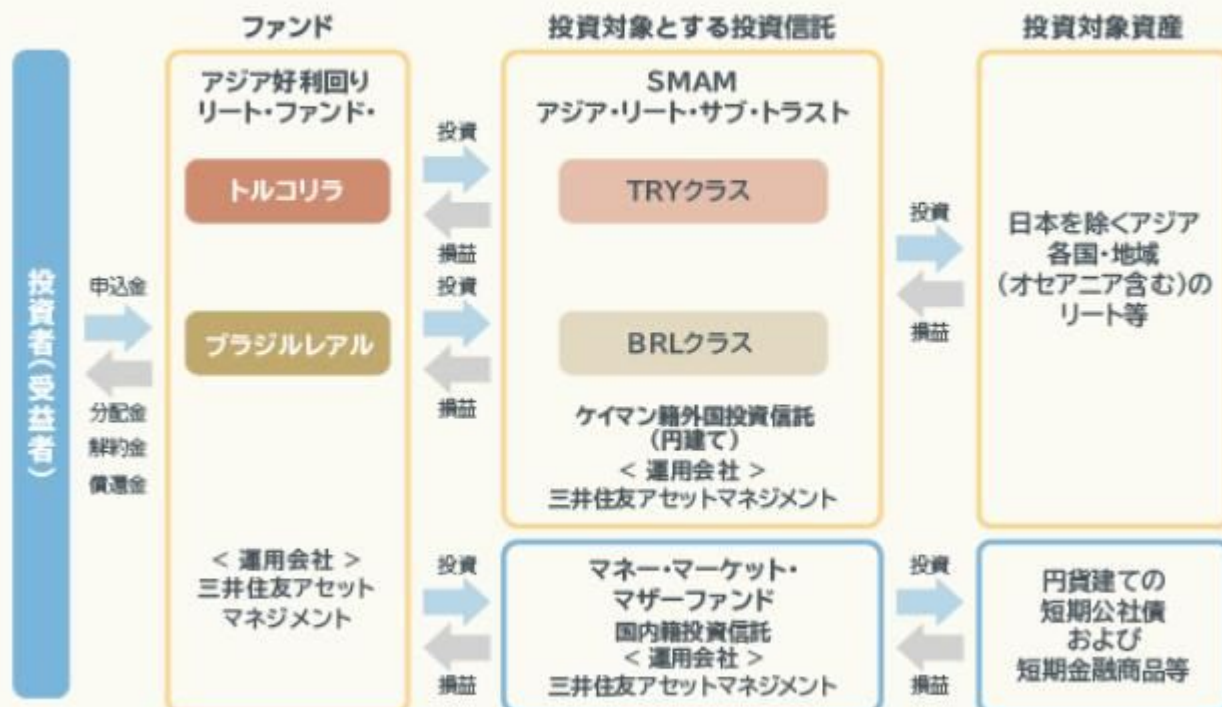 ファンド
投資対象とする投資信託
投資対象資産
投資者(受益者)
申込金
分配金
解約金
償還金
アジア好利回り
リート・ファンド・
トルコリラ
ブラジルレアル
< 運用会社 >
三井住友アセット
マネジメント
投資
損益
投資
損益
投資
損益
SMAM
アジア・リート・サブ・トラスト
TRYクラス
BRLクラス
ケイマン籍外国投資信託
(円建て)
< 運用会社 >
三井住友アセットマネジメント
マネー・マーケット・
マザーファンド
国内籍投資信託
< 運用会社 >
三井住友アセットマネジメント
投資
損益
投資
損益
日本を除くアジア
各国・地域
(オセアニア含む)の
リート等
円貨建ての
短期公社債
および
短期金融商品等